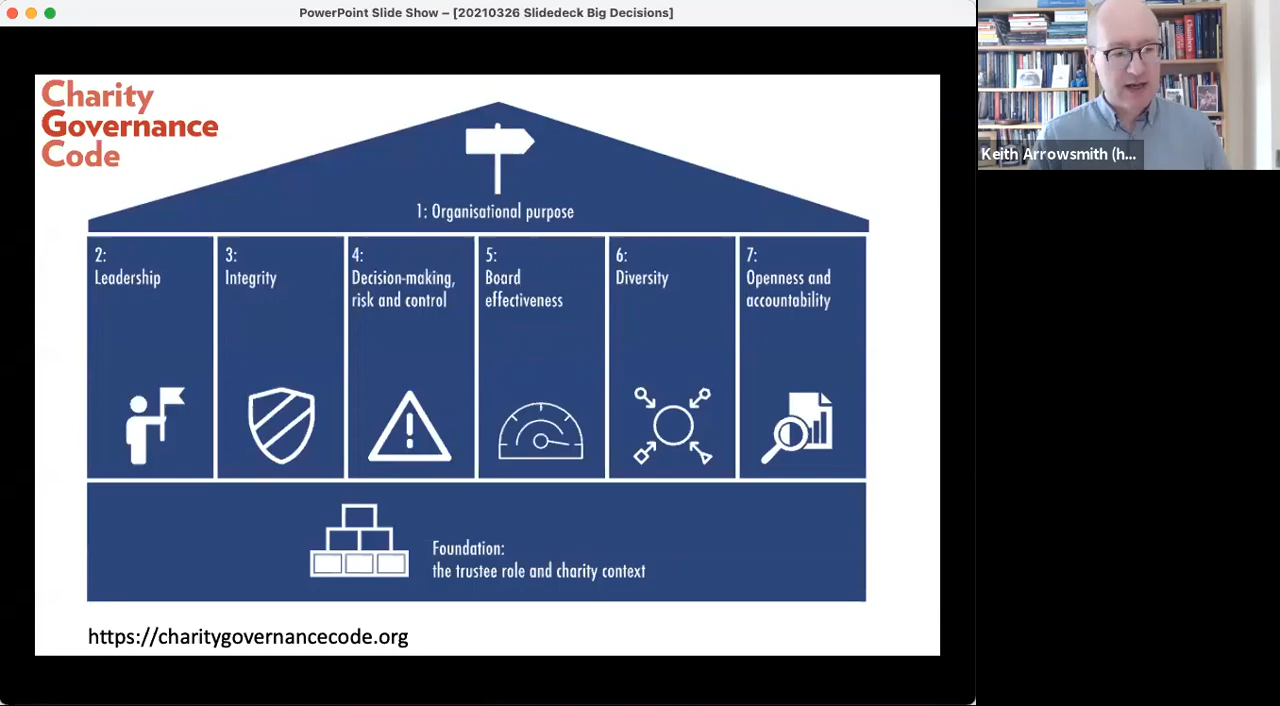 PowerPoint Slide Show – [20210326 Slidedeck Big Decisions]
Charity
Governance
Code
1: Organisational purpose
2:
Leadership
3:
Integrity
4:
Decision-making,
risk and control
5:
Board
effectiveness
6:
Diversity
7:
Openness and
accountability
Foundation:
the trustee role and charity context
https://charitygovernancecode.org
Keith Arrowsmith (h...